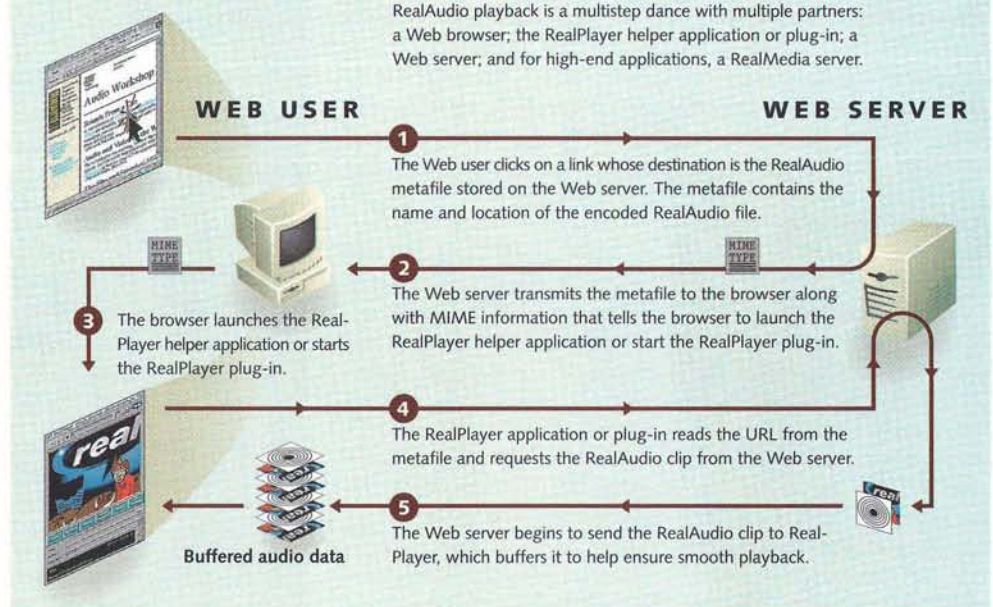 RealAudio playback is a multistep dance with multiple partners:
a Web browser; the RealPlayer helper application or plug-in; a
Web server; and for high-end applications, a RealMedia server.
WEB USER
WEB SERVER
Audio Workshop
1
The Web user clicks on a link whose destination is the RealAudio
metafile stored on the Web server. The metafile contains the
name and location of the encoded RealAudio file.
MIME
TYPE
MIME
TYPE
2
The Web server transmits the metafile to the browser along
with MIME information that tells the browser to launch the
RealPlayer helper application or start the RealPlayer plug-in.
3
The browser launches the Real-
Player helper application or starts
the RealPlayer plug-in.
real
4
The RealPlayer application or plug-in reads the URL from the
metafile and requests the RealAudio clip from the Web server.
real
5
The Web server begins to send the RealAudio clip to Real-
Player, which buffers it to help ensure smooth playback.
Buffered audio data